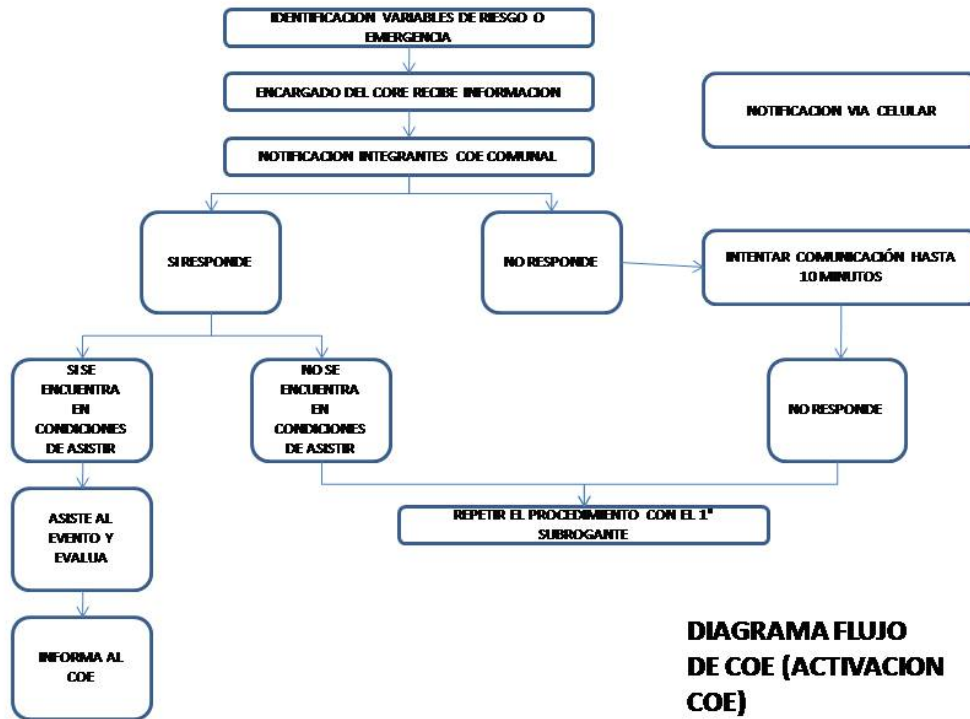 IDENTIFICACION VARIABLES DE RIESGO O
EMERGENCIA
ENCARGADO DEL CORE RECIBE INFORMACION
NOTIFICACION VIA CELULAR
NOTIFICACION INTEGRANTES COE COMUNAL
SI RESPONDE
NO RESPONDE
INTENTAR COMUNICACIÓN HASTA
10 MINUTOS
SI SE
ENCUENTRA
EN
CONDICIONES
DE ASISTIR
NO SE
ENCUENTRA
EN
CONDICIONES
DE ASISTIR
NO RESPONDE
ASISTE AL
EVENTO Y
EVALUA
REPETIR EL PROCEDIMIENTO CON EL 1°
SUBROGANTE
INFORMA AL
COE
DIAGRAMA FLUJO
DE COE (ACTIVACION
COE)